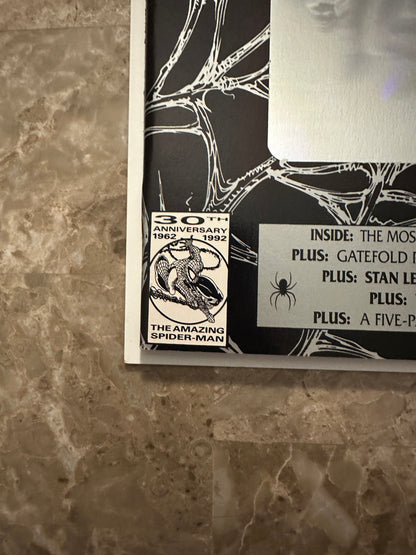 30TH
ANNIVERSARY
1962 1992
THE AMAZING
SPIDER-MAN
INSIDE: THE MOS
PLUS: GATEFOLD
PLUS: STAN LE
PLUS:
PLUS: A FIVE-P